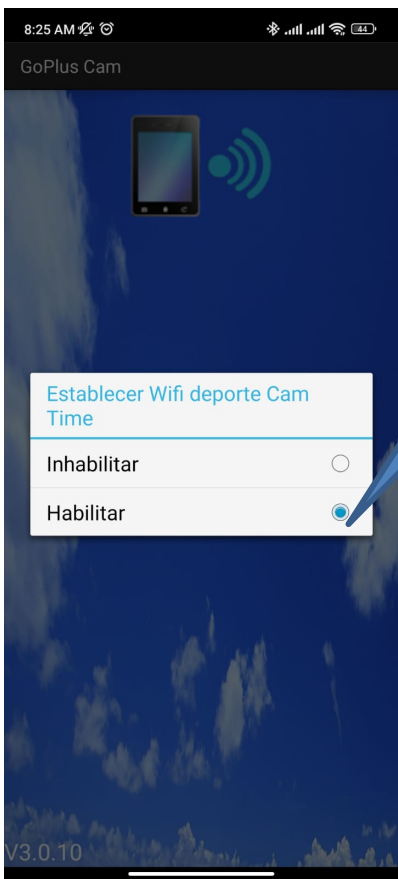 8:25 AM 44
GoPlus Cam
Establecer Wifi deporte Cam
Time
Inhabilitar
Habilitar
V3.0.10